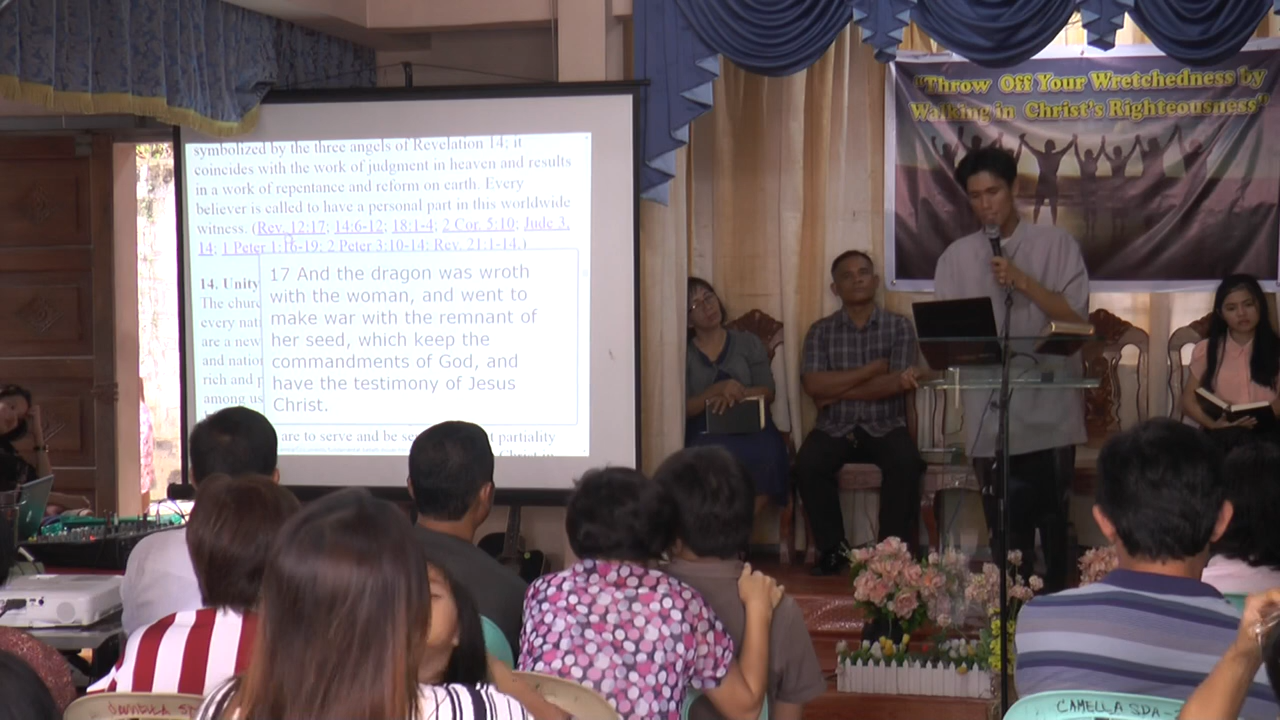 "Throw Off Your Wretchedness by
Walking in Christ's Righteousness"
symbolized by the three angels of Revelation 14; it
coincides with the work of judgment in heaven and results
in a work of repentance and reform on earth. Every
believer is called to have a personal part in this worldwide
witness. (Rev. 12:17; 14:6-12; 18:1-4; 2 Cor. 5:10; Jude 3,
14; 1 Peter 1:16-19; 2 Peter 3:10-14; Rev. 21:1-14.)
14. Unity
The churc
every nati
are a new
and nation
rich and p
among us
17 And the dragon was wroth
with the woman, and went to
make war with the remnant of
her seed, which keep the
commandments of God, and
have the testimony of Jesus
Christ.
are to serve and be se t partiality
CAMELLA SDA-